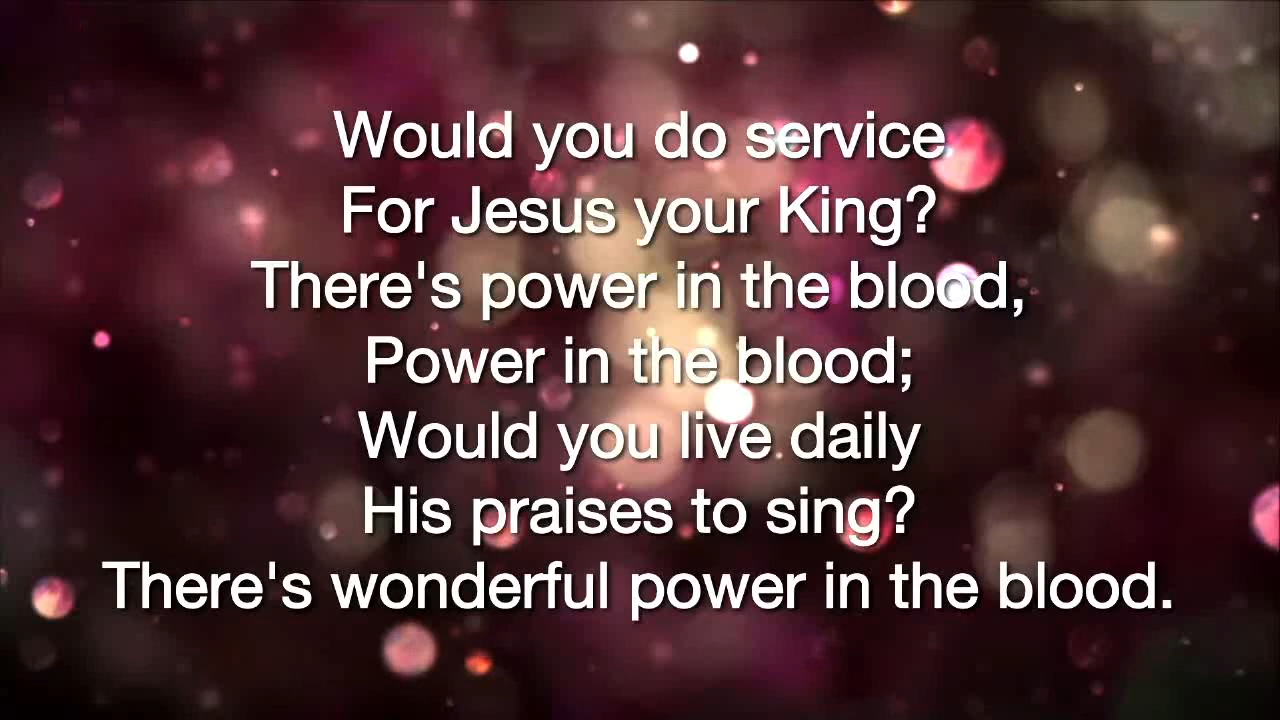 Would you do service
For Jesus your King?
There's power in the blood,
Power in the blood;
Would you live daily
His praises to sing?
There's wonderful power in the blood.